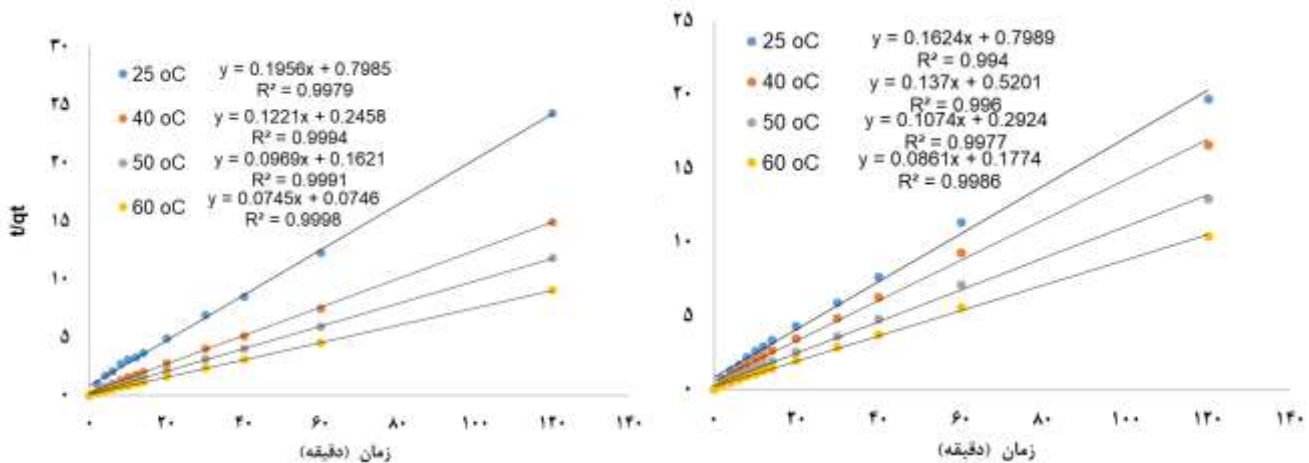 t/qt
۳۰
۲۵
۲۰
۱۵
۱۰
۵
۰
25 oC
y = 0.1956x + 0.7985
R² = 0.9979
40 oC
y = 0.1221x + 0.2458
R² = 0.9994
50 oC
y = 0.0969x + 0.1621
R² = 0.9991
60 oC
y = 0.0745x + 0.0746
R² = 0.9998
۰ ۲۰ ۴۰ ۶۰ ۸۰ ۱۰۰ ۱۲۰ ۱۴۰
زمان (دقیقه)
۲۵
۲۰
۱۵
۱۰
۵
۰
25 oC
y = 0.1624x + 0.7989
R² = 0.994
40 oC
y = 0.137x + 0.5201
R² = 0.996
50 oC
y = 0.1074x + 0.2924
R² = 0.9977
60 oC
y = 0.0861x + 0.1774
R² = 0.9986
۰ ۲۰ ۴۰ ۶۰ ۸۰ ۱۰۰ ۱۲۰ ۱۴۰
زمان (دقیقه)